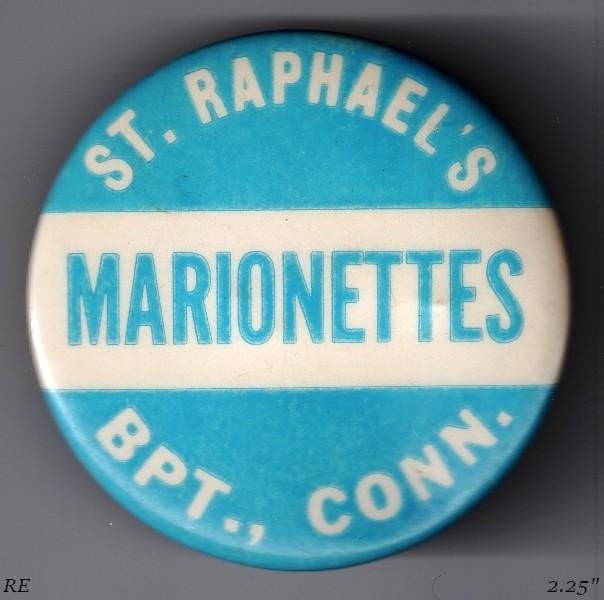 ST. RAPHAEL'S
MARIONETTES
BPT., CONN.
RE
2.25"